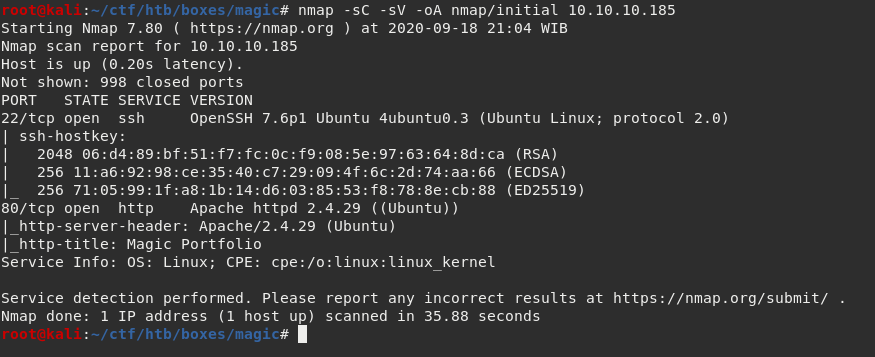 root@kali:~/ctf/htb/boxes/magic# nmap -sC -sV -oA nmap/initial 10.10.10.185
Starting Nmap 7.80 ( https://nmap.org ) at 2020-09-18 21:04 WIB
Nmap scan report for 10.10.10.185
Host is up (0.20s latency).
Not shown: 998 closed ports
PORT   STATE SERVICE VERSION
22/tcp open  ssh     OpenSSH 7.6p1 Ubuntu 4ubuntu0.3 (Ubuntu Linux; protocol 2.0)
| ssh-hostkey:
|   2048 06:d4:89:bf:51:f7:fc:0c:f9:08:5e:97:63:64:8d:ca (RSA)
|   256 11:a6:92:98:ce:35:40:c7:29:09:4f:6c:2d:74:aa:66 (ECDSA)
|_  256 71:05:99:1f:a8:1b:14:d6:03:85:53:f8:78:8e:cb:88 (ED25519)
80/tcp open  http    Apache httpd 2.4.29 ((Ubuntu))
|_http-server-header: Apache/2.4.29 (Ubuntu)
|_http-title: Magic Portfolio
Service Info: OS: Linux; CPE: cpe:/o:linux:linux_kernel
Service detection performed. Please report any incorrect results at https://nmap.org/submit/ .
Nmap done: 1 IP address (1 host up) scanned in 35.88 seconds
root@kali:~/ctf/htb/boxes/magic#